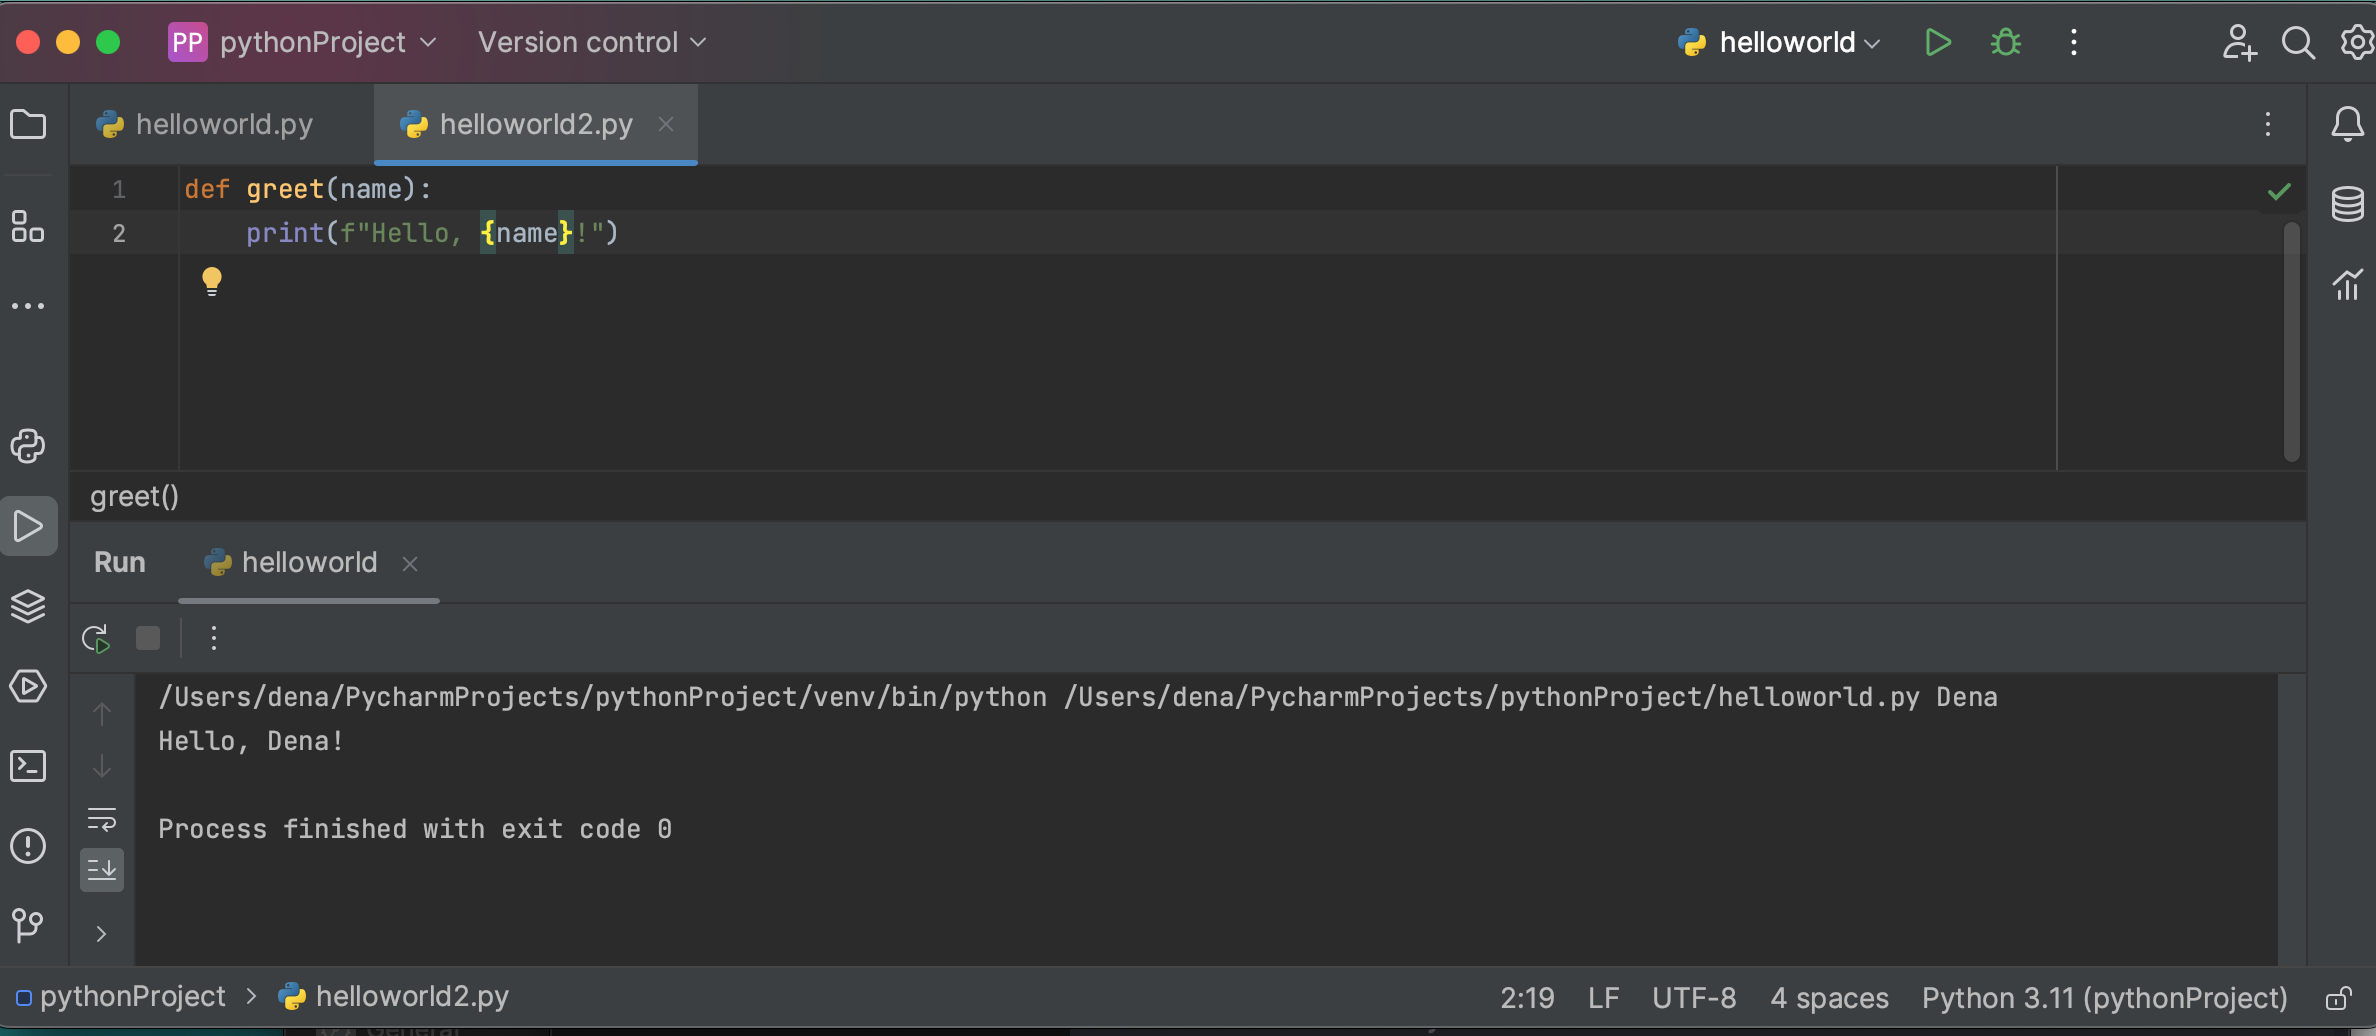 PP pythonProject Version control helloworld
helloworld.py helloworld2.py
1 def greet(name):
2 print(f"Hello, {name}!")
greet()
Run helloworld
/Users/dena/PycharmProjects/pythonProject/venv/bin/python /Users/dena/PycharmProjects/pythonProject/helloworld.py Dena
Hello, Dena!
Process finished with exit code 0
pythonProject > helloworld2.py 2:19 LF UTF-8 4 spaces Python 3.11 (pythonProject)
General